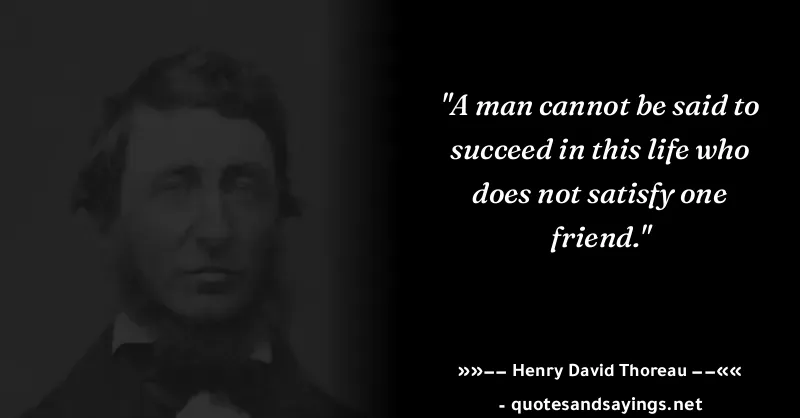 "A man cannot be said to
succeed in this life who
does not satisfy one
friend."
»»—— Henry David Thoreau ——««
- quotesandsayings.net